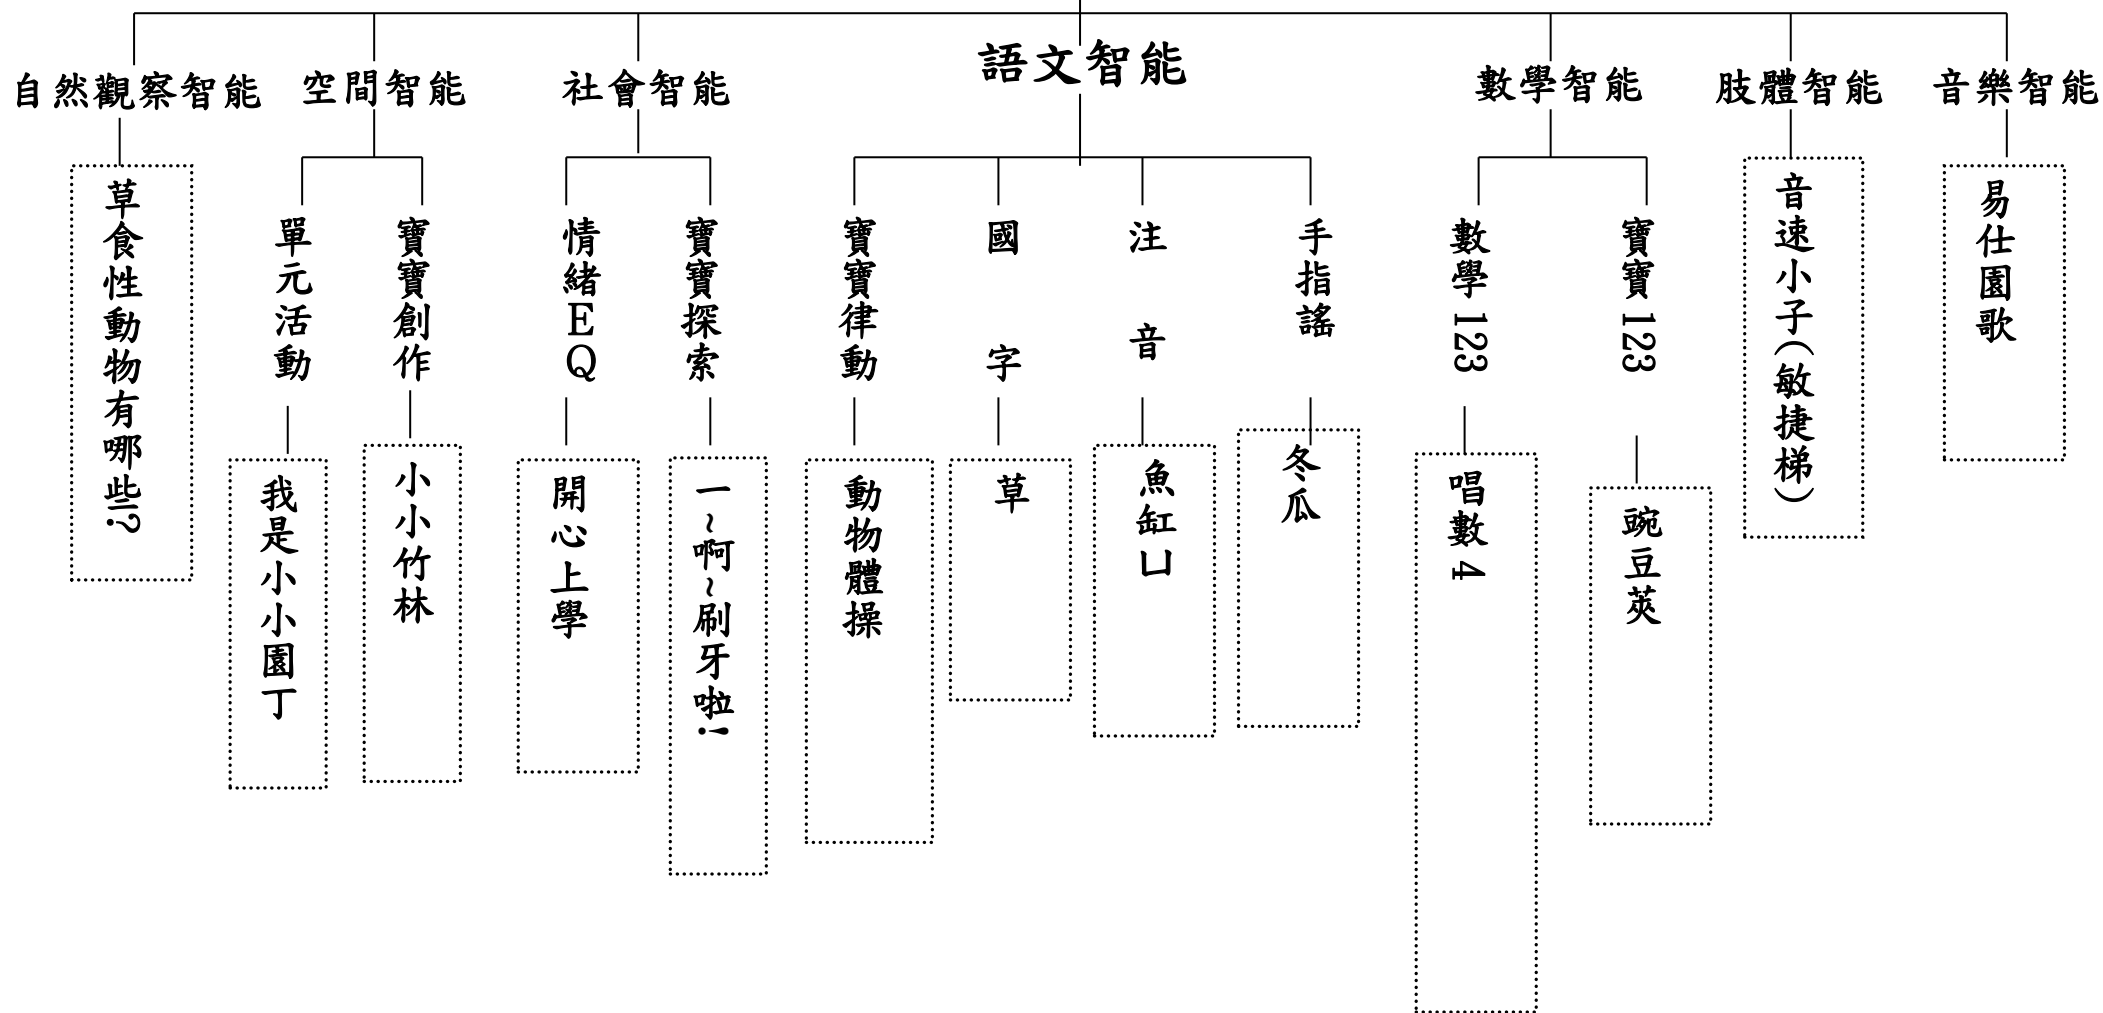 自然觀察智能
空間智能
社會智能
語文智能
數學智能
肢體智能
音樂智能
草食性動物有哪些?
單元活動
寶寶創作
情緒EQ
寶寶探索
寶寶律動
國字
注音
手指謠
數學123
寶寶123
音速小子(敏捷梯)
易仕園歌
我是小小園丁
小小竹林
開心上學
一~啊~刷牙啦!
動物體操
草
魚缸ㄩ
冬瓜
唱數4
豌豆莢